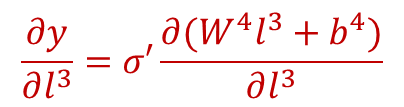 ∂y/∂l³ = σ′ ∂(W⁴l³ + b⁴)/∂l³